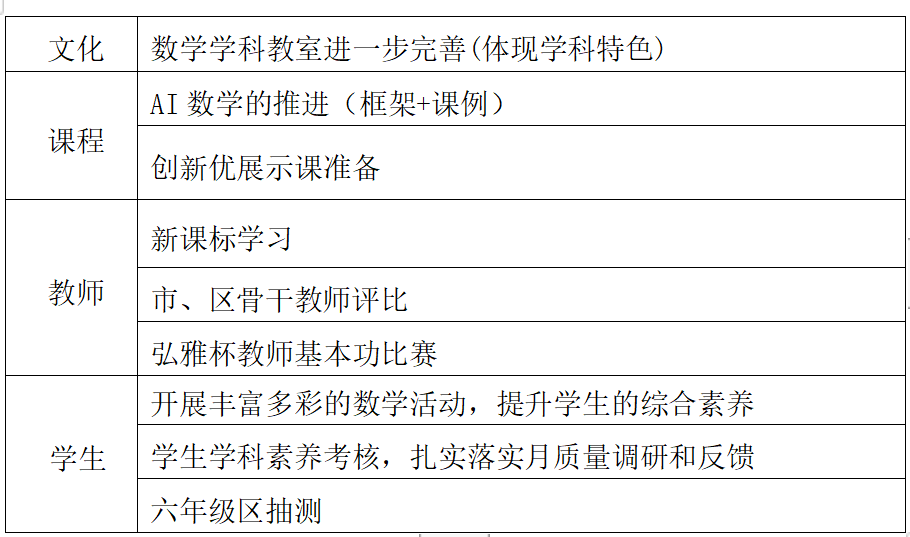 文化
数学学科教室进一步完善(体现学科特色)
课程
AI 数学的推进（框架+课例）
创新优展示课准备
教师
新课标学习
市、区骨干教师评比
弘雅杯教师基本功比赛
学生
开展丰富多彩的数学活动，提升学生的综合素养
学生学科素养考核，扎实落实月质量调研和反馈
六年级区抽测